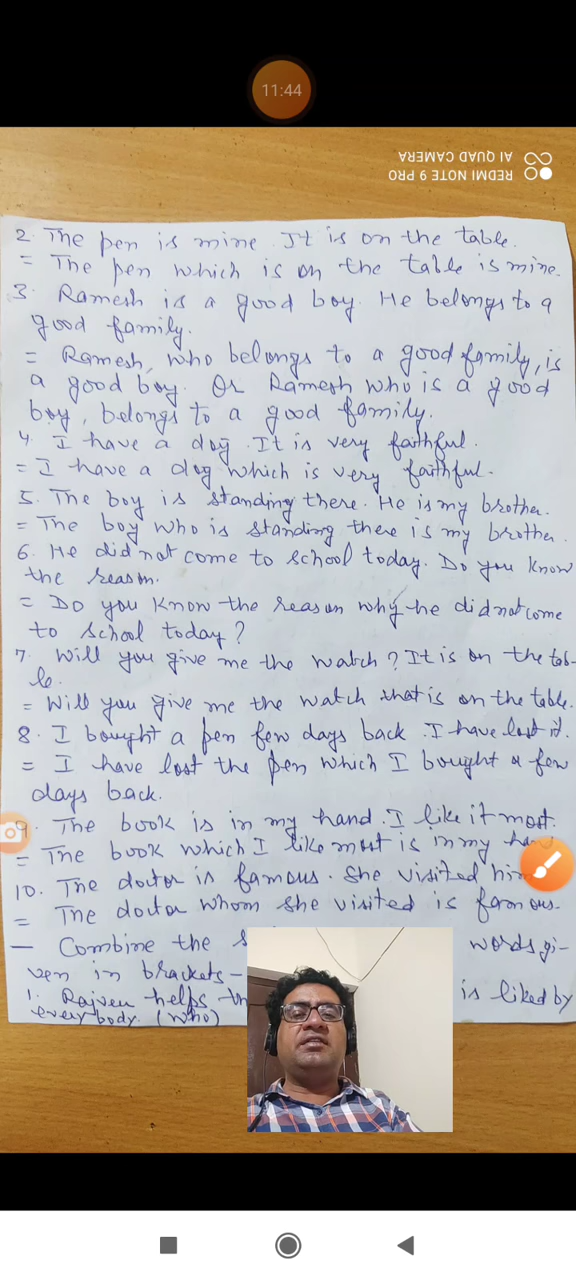 11:44
REDMI NOTE 9 PRO
AI QUAD CAMERA
2. The pen is mine. It is on the table.
= The pen which is on the table is mine.
3. Ramesh is a good boy. He belongs to a
good family.
= Ramesh, who belongs to a good family, is
a good boy. Or Ramesh who is a good
boy, belongs to a good family.
4. I have a dog. It is very faithful.
= I have a dog which is very faithful.
5. The boy is standing there. He is my brother.
= The boy who is standing there is my brother.
6. He did not come to school today. Do you know
the reason.
= Do you know the reason why he did not come
to school today?
7. Will you give me the watch? It is on the tab-
le.
= Will you give me the watch that is on the table.
8. I bought a pen few days back. I have lost it.
= I have lost the pen which I bought a few
days back.
9. The book is in my hand. I like it most.
= The book which I like most is in my
10. The doctor is famous. She visited him
= The doctor whom she visited is famous.
— Combine the words gi-
ven in brackets-
1. Rajveer helps is liked by
everybody. (who)